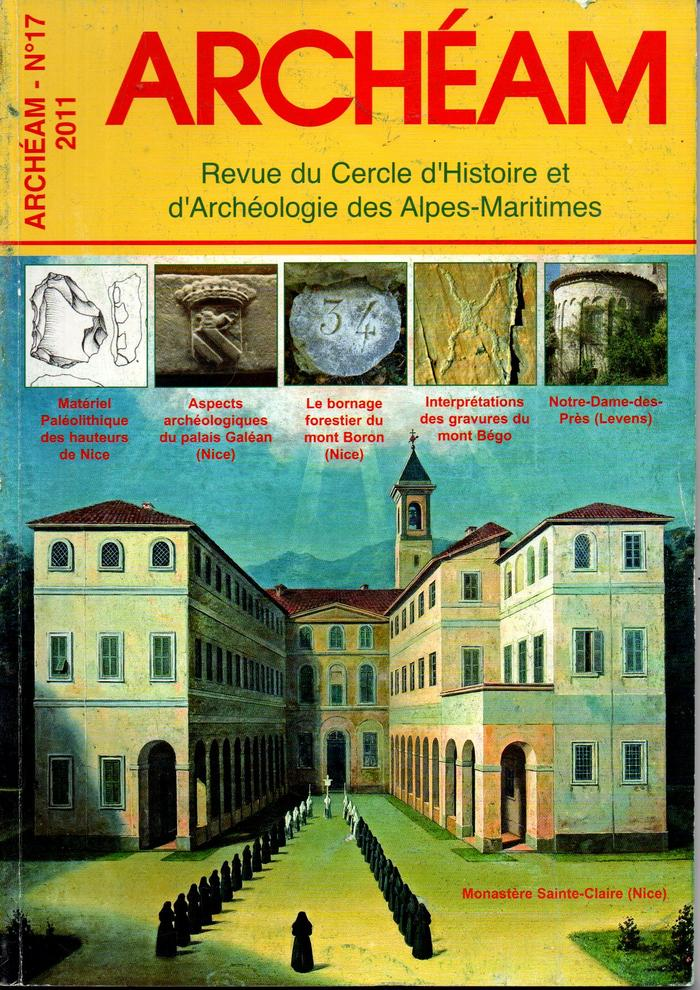 ARCHÉAM - N°17
2011
ARCHÉAM
Revue du Cercle d'Histoire et
d'Archéologie des Alpes-Maritimes
34
Matériel
Paléolithique
des hauteurs
de Nice
Aspects
archéologiques
du palais Galéan
(Nice)
Le bornage
forestier du
mont Boron
(Nice)
Interprétations
des gravures du
mont Bégo
Notre-Dame-des-
Près (Levens)
Monastère Sainte-Claire (Nice)